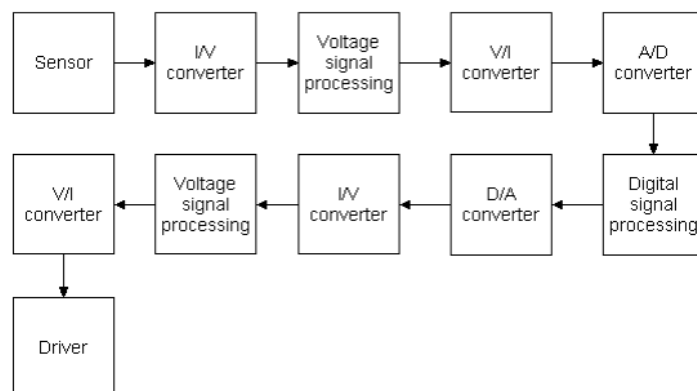 Sensor
I/V
converter
Voltage
signal
processing
V/I
converter
A/D
converter
V/I
converter
Voltage
signal
processing
I/V
converter
D/A
converter
Digital
signal
processing
Driver